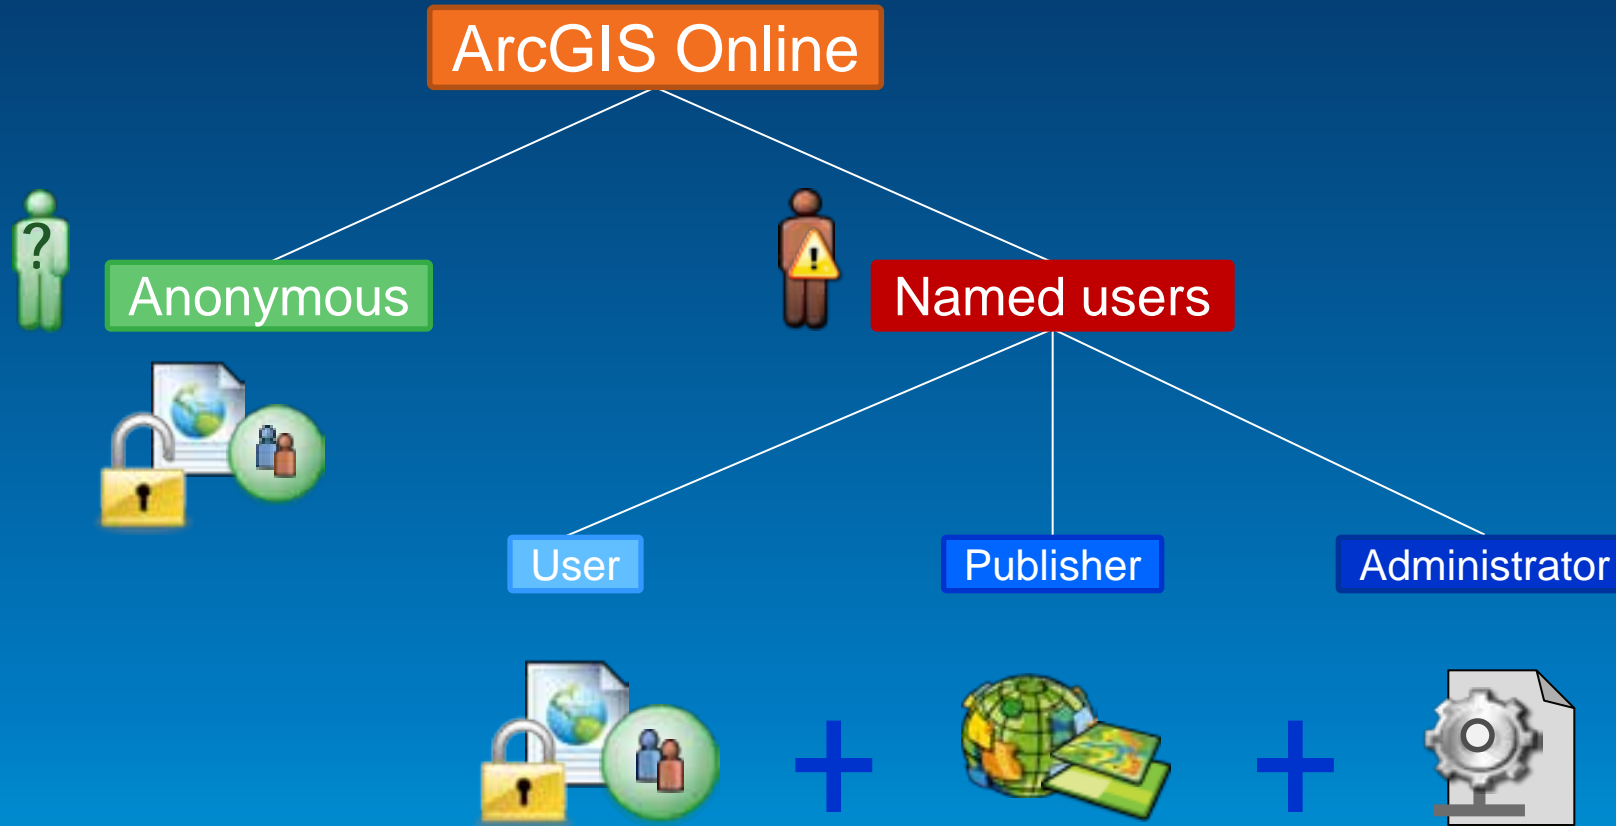 ArcGIS Online
?
Anonymous
!
Named users
User
Publisher
Administrator
+
+